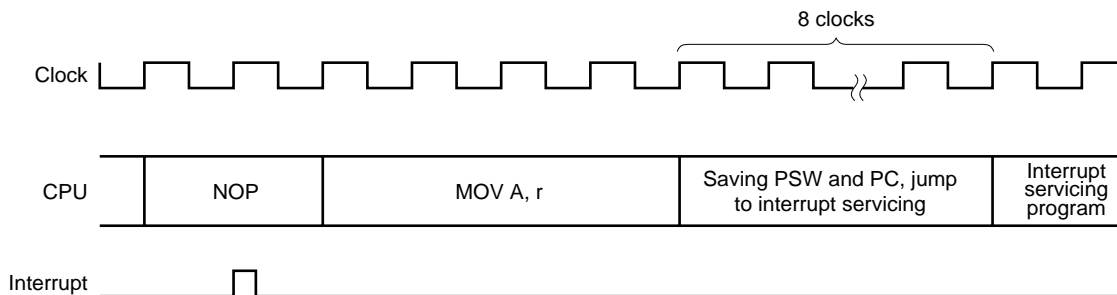 8 clocks
Clock
CPU
NOP
MOV A, r
Saving PSW and PC, jump
to interrupt servicing
Interrupt
servicing
program
Interrupt